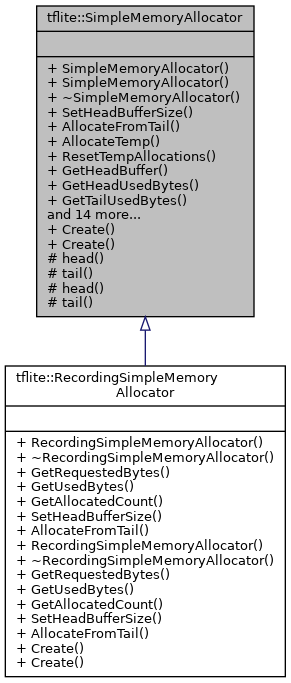 tflite::SimpleMemoryAllocator
+ SimpleMemoryAllocator()
+ SimpleMemoryAllocator()
+ ~SimpleMemoryAllocator()
+ SetHeadBufferSize()
+ AllocateFromTail()
+ AllocateTemp()
+ ResetTempAllocations()
+ GetHeadBuffer()
+ GetHeadUsedBytes()
+ GetTailUsedBytes()
and 14 more...
+ Create()
+ Create()
# head()
# tail()
# head()
# tail()
tflite::RecordingSimpleMemory
Allocator
+ RecordingSimpleMemoryAllocator()
+ ~RecordingSimpleMemoryAllocator()
+ GetRequestedBytes()
+ GetUsedBytes()
+ GetAllocatedCount()
+ SetHeadBufferSize()
+ AllocateFromTail()
+ RecordingSimpleMemoryAllocator()
+ ~RecordingSimpleMemoryAllocator()
+ GetRequestedBytes()
+ GetUsedBytes()
+ GetAllocatedCount()
+ SetHeadBufferSize()
+ AllocateFromTail()
+ Create()
+ Create()